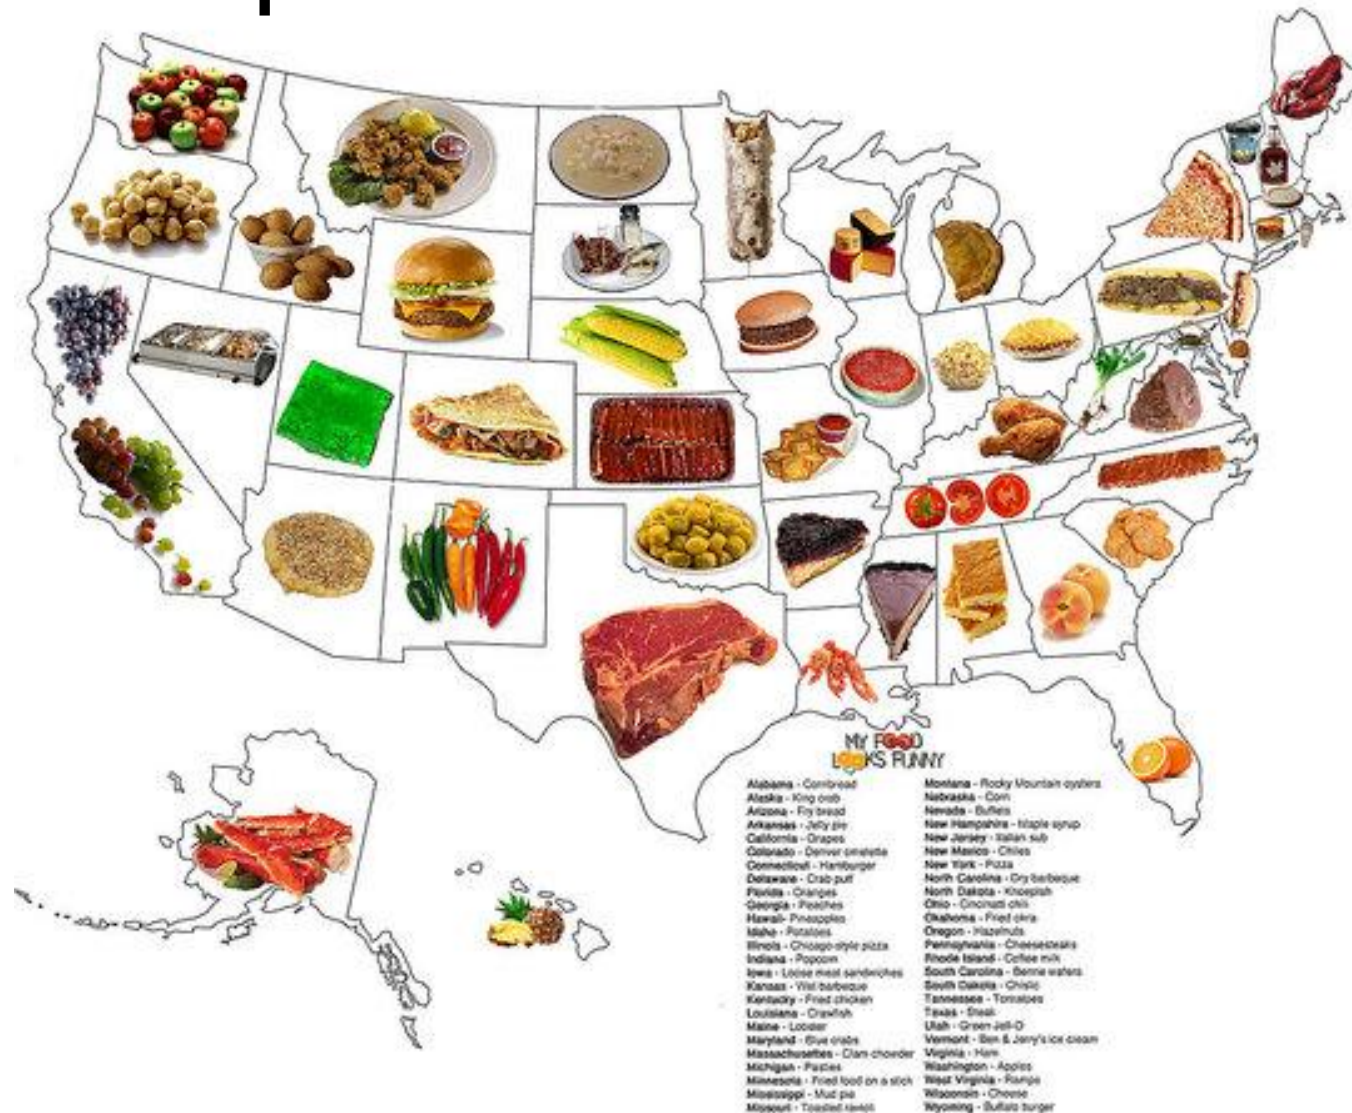 MY FOOD
LOOKS FUNNY
Alabama - Cornbread
Alaska - King crab
Arizona - Fry bread
Arkansas - Jelly pie
California - Grapes
Colorado - Denver omelette
Connecticut - Hamburger
Delaware - Crab puff
Florida - Oranges
Georgia - Peaches
Hawaii - Pineapples
Idaho - Potatoes
Illinois - Chicago-style pizza
Indiana - Popcorn
Iowa - Loose meat sandwiches
Kansas - Wet barbeque
Kentucky - Fried chicken
Louisiana - Crawfish
Maine - Lobster
Maryland - Blue crabs
Massachusettes - Clam chowder
Michigan - Pasties
Minnesota - Fried food on a stick
Mississippi - Mud pie
Missouri - Toasted ravioli
Montana - Rocky Mountain oysters
Nebraska - Corn
Nevada - Buffets
New Hampshire - Maple syrup
New Jersey - Italian sub
New Mexico - Chiles
New York - Pizza
North Carolina - Dry barbeque
North Dakota - Knoephla
Ohio - Cincinnati chili
Okahoma - Fried okra
Oregon - Hazelnuts
Pennsylvania - Cheesesteaks
Rhode Island - Coffee milk
South Carolina - Benne wafers
South Dakota - Chislic
Tannessee - Tomatoes
Texas - Steak
Utah - Green Jell-O
Vermont - Ben & Jerry's ice cream
Virginia - Ham
Washington - Apples
West Virginia - Ramps
Wisconsin - Cheese
Wyoming - Buffalo burger